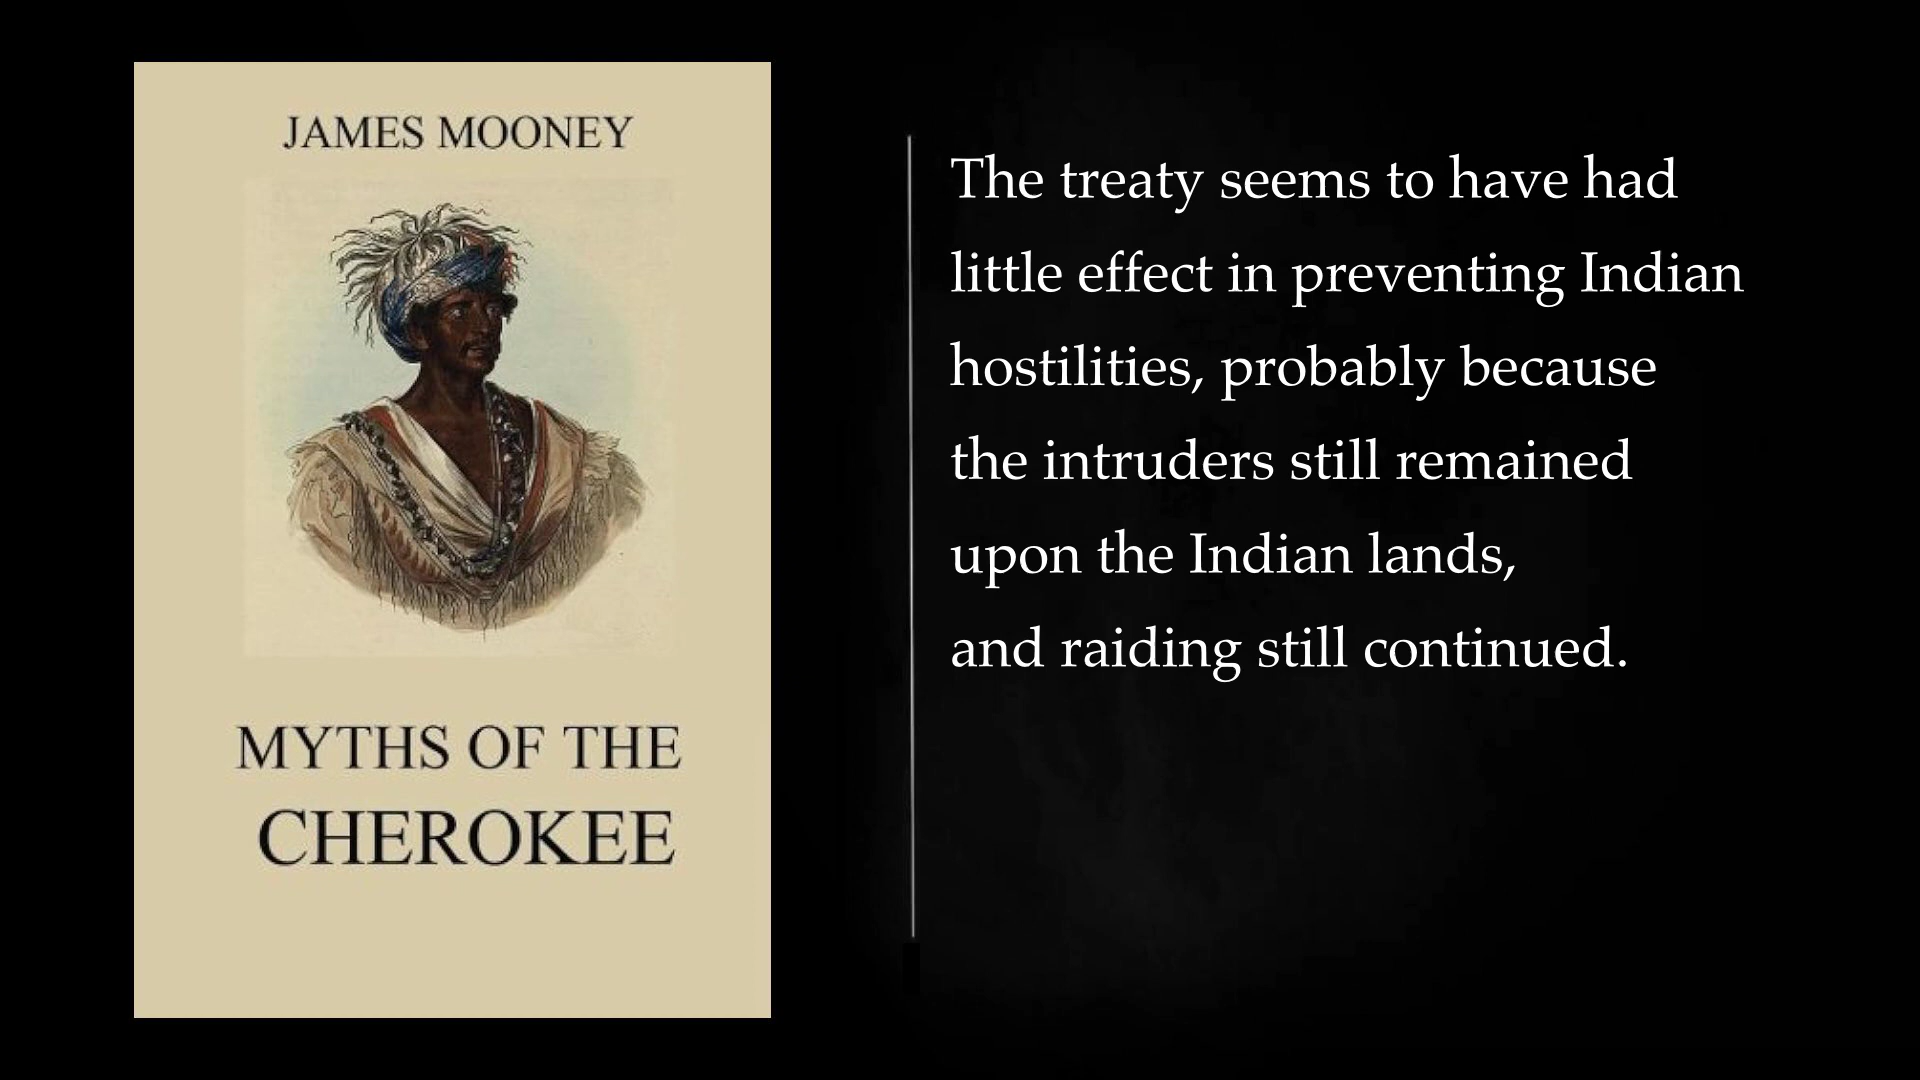 JAMES MOONEY
MYTHS OF THE
CHEROKEE
The treaty seems to have had
little effect in preventing Indian
hostilities, probably because
the intruders still remained
upon the Indian lands,
and raiding still continued.